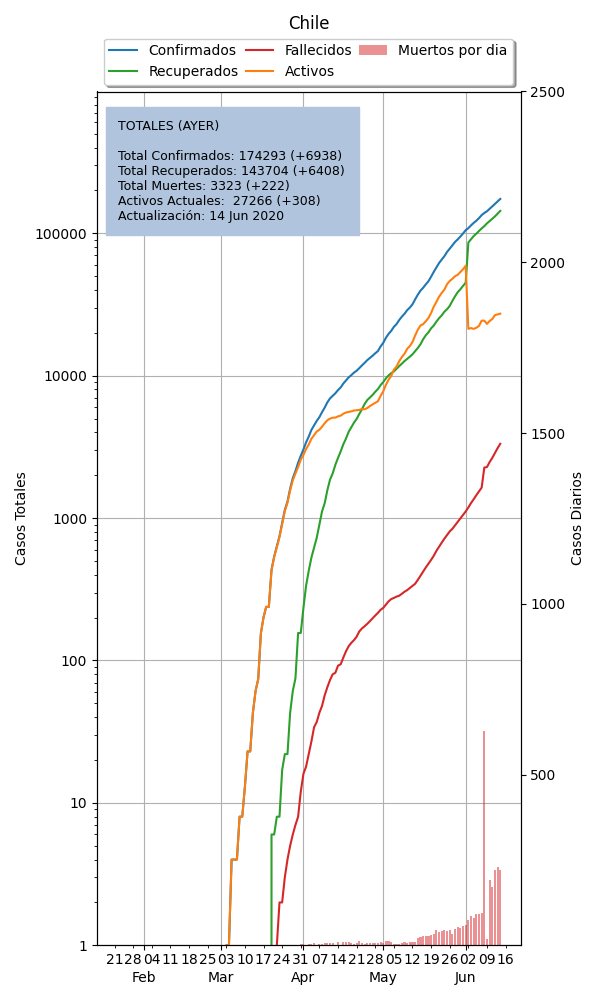 Chile
Confirmados
Recuperados
Fallecidos
Activos
Muertos por dia
TOTALES (AYER)
Total Confirmados: 174293 (+6938)
Total Recuperados: 143704 (+6408)
Total Muertes: 3323 (+222)
Activos Actuales:  27266 (+308)
Actualización: 14 Jun 2020
Casos Totales
100000
10000
1000
100
10
1
Casos Diarios
2500
2000
1500
1000
500
21 28 04 11 18 25 03 10 17 24 31 07 14 21 28 05 12 19 26 02 09 16
Feb Mar Apr May Jun